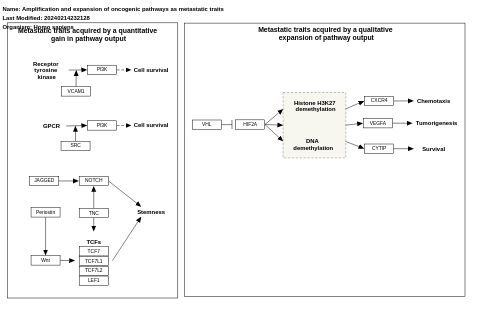 Name: Amplification and expansion of oncogenic pathways as metastatic traits
Last Modified: 20240214232128
Organism: Homo sapiens
Metastatic traits acquired by a quantitative
gain in pathway output
Receptor
tyrosine
kinase
PI3K
Cell survival
VCAM1
GPCR
PI3K
Cell survival
SRC
JAGGED
NOTCH
Periostin
TNC
Stemness
Wnt
TCFs
TCF7
TCF7L1
TCF7L2
LEF1
Metastatic traits acquired by a qualitative
expansion of pathway output
VHL
HIF2A
Histone H3K27
demethylation
DNA
demethylation
CXCR4
Chemotaxis
VEGFA
Tumorigenesis
CYTIP
Survival